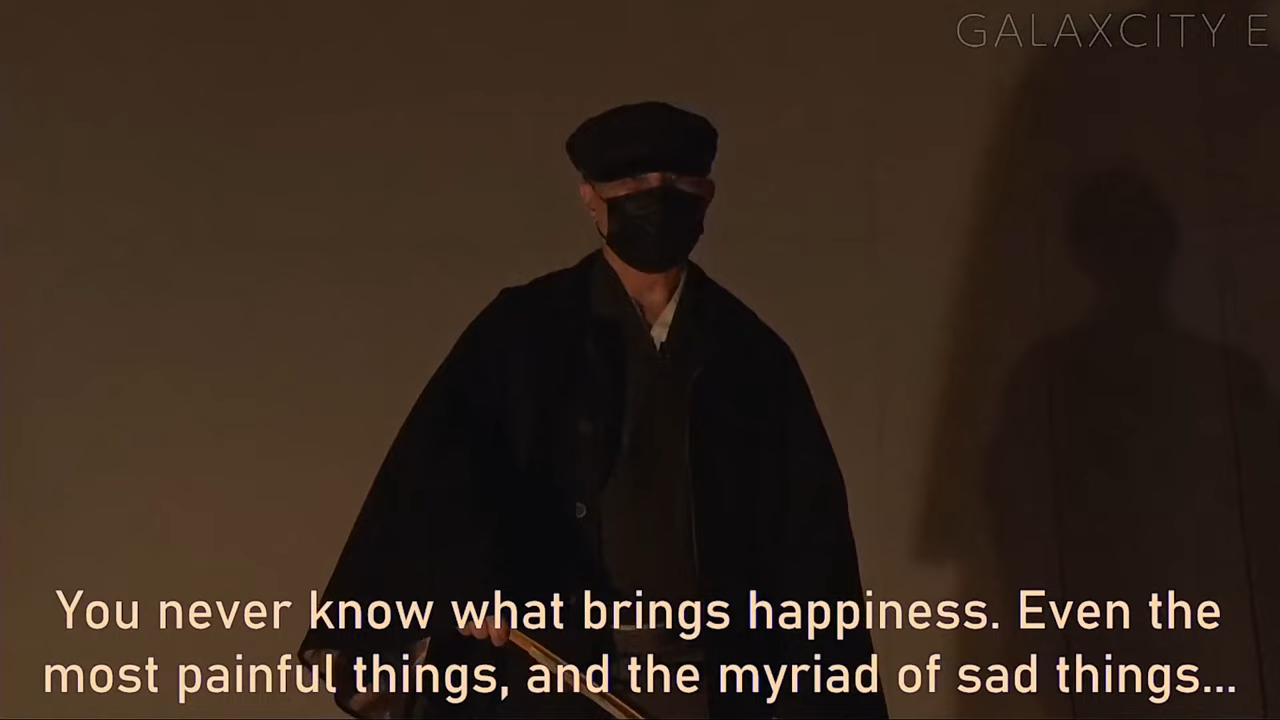 GALAXCITY E
You never know what brings happiness. Even the
most painful things, and the myriad of sad things...